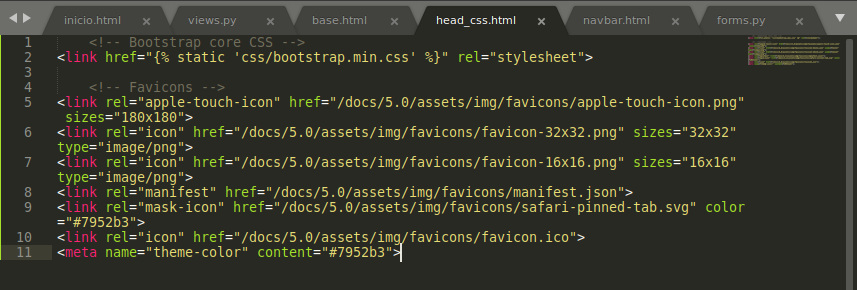 inicio.html × views.py × base.html × head_css.html × navbar.html × forms.py ×
1 <!-- Bootstrap core CSS -->
2 <link href="{% static 'css/bootstrap.min.css' %}" rel="stylesheet">
3
4 <!-- Favicons -->
5 <link rel="apple-touch-icon" href="/docs/5.0/assets/img/favicons/apple-touch-icon.png"
sizes="180x180">
6 <link rel="icon" href="/docs/5.0/assets/img/favicons/favicon-32x32.png" sizes="32x32"
type="image/png">
7 <link rel="icon" href="/docs/5.0/assets/img/favicons/favicon-16x16.png" sizes="16x16"
type="image/png">
8 <link rel="manifest" href="/docs/5.0/assets/img/favicons/manifest.json">
9 <link rel="mask-icon" href="/docs/5.0/assets/img/favicons/safari-pinned-tab.svg" color
="#7952b3">
10 <link rel="icon" href="/docs/5.0/assets/img/favicons/favicon.ico">
11 <meta name="theme-color" content="#7952b3">